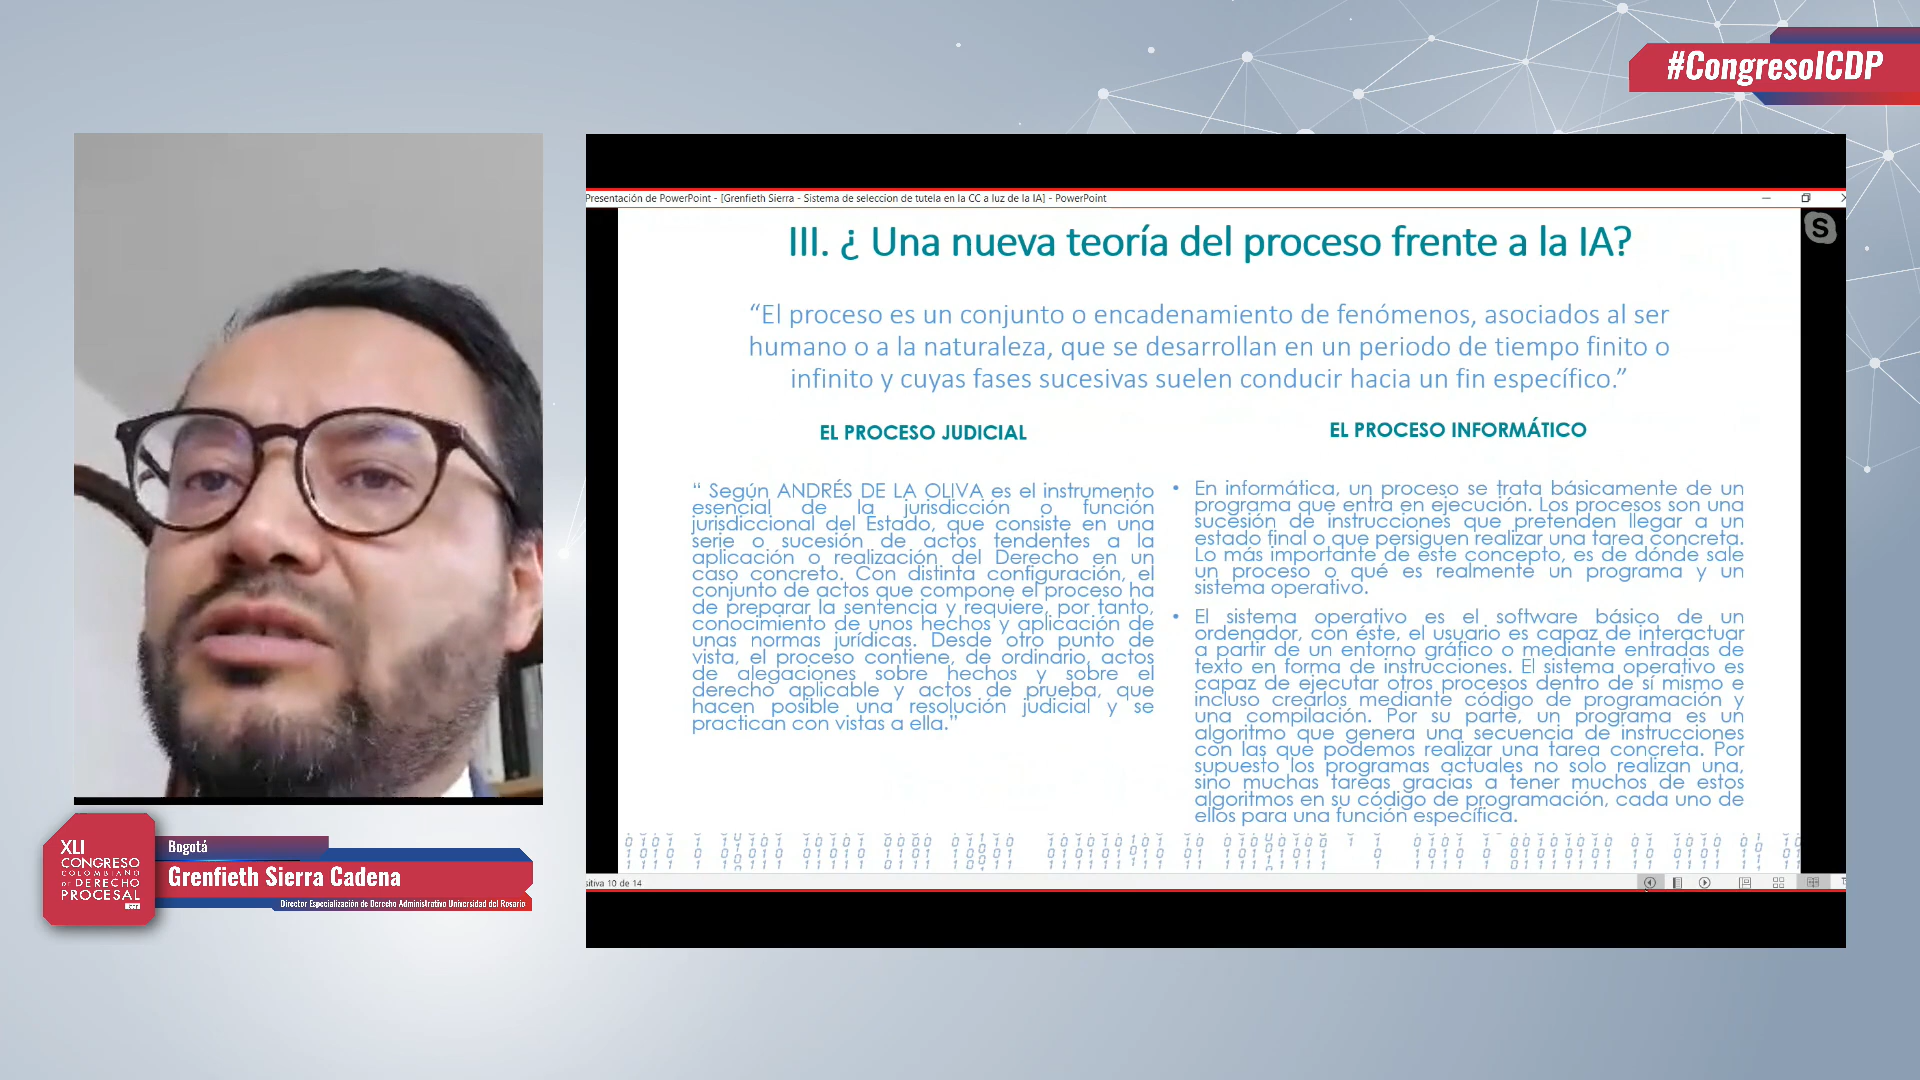 #CongresoICDP
Presentación de PowerPoint - [Grenfieth Sierra - Sistema de seleccion de tutela en la CC a luz de la IA] - PowerPoint
S
III. ¿ Una nueva teoría del proceso frente a la IA?
“El proceso es un conjunto o encadenamiento de fenómenos, asociados al ser
humano o a la naturaleza, que se desarrollan en un periodo de tiempo finito o
infinito y cuyas fases sucesivas suelen conducir hacia un fin específico.”
EL PROCESO JUDICIAL
“ Según ANDRÉS DE LA OLIVA es el instrumento
esencial de la jurisdicción o función
jurisdiccional del Estado, que consiste en una
serie o sucesión de actos tendentes a la
aplicación o realización del Derecho en un
caso concreto. Con distinta configuración, el
conjunto de actos que compone el proceso ha
de preparar la sentencia y requiere, por tanto,
conocimiento de unos hechos y aplicación de
unas normas jurídicas. Desde otro punto de
vista, el proceso contiene, de ordinario, actos
de alegaciones sobre hechos y sobre el
derecho aplicable y actos de prueba, que
hacen posible una resolución judicial y se
practican con vistas a ella.”
EL PROCESO INFORMÁTICO
• En informática, un proceso se trata básicamente de un
programa que entra en ejecución. Los procesos son una
sucesión de instrucciones que pretenden llegar a un
estado final o que persiguen realizar una tarea concreta.
Lo más importante de este concepto, es de dónde sale
un proceso o qué es realmente un programa y un
sistema operativo.
• El sistema operativo es el software básico de un
ordenador, con éste, el usuario es capaz de interactuar
a partir de un entorno gráfico o mediante entradas de
texto en forma de instrucciones. El sistema operativo es
capaz de ejecutar otros procesos dentro de sí mismo e
incluso crearlos mediante código de programación y
una compilación. Por su parte, un programa es un
algoritmo que genera una secuencia de instrucciones
con las que podemos realizar una tarea concreta. Por
supuesto los programas actuales no solo realizan una,
sino muchas tareas gracias a tener muchos de estos
algoritmos en su código de programación, cada uno de
ellos para una función específica.
sitiva 10 de 14
XLI
CONGRESO
COLOMBIANO
DE DERECHO
PROCESAL
Bogotá
Grenfieth Sierra Cadena
Director Especialización de Derecho Administrativo Universidad del Rosario